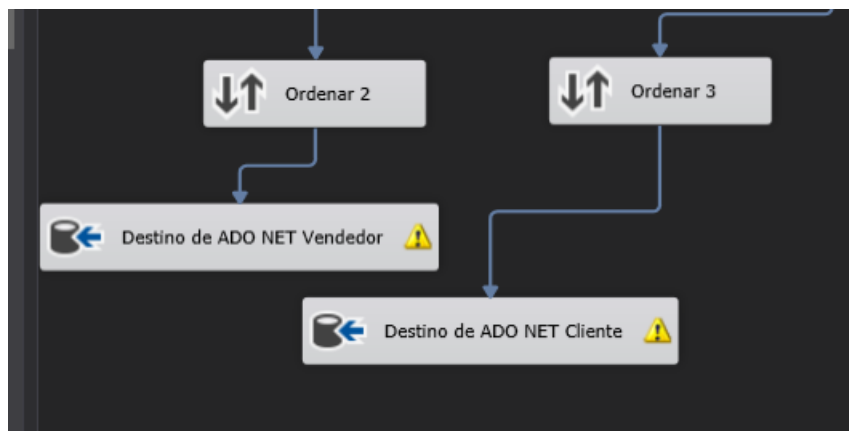 Ordenar 2
Ordenar 3
Destino de ADO NET Vendedor
Destino de ADO NET Cliente